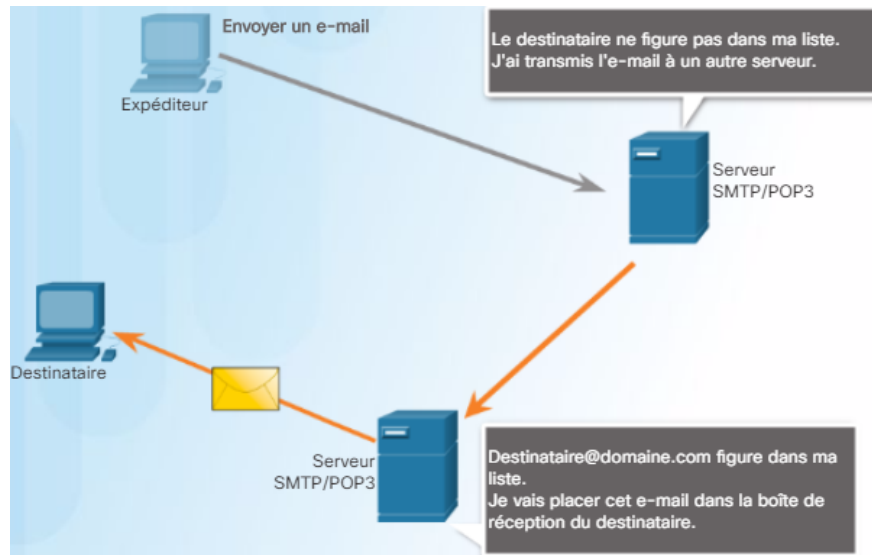 Envoyer un e-mail
Le destinataire ne figure pas dans ma liste.
J'ai transmis l'e-mail à un autre serveur.
Expéditeur
Serveur
SMTP/POP3
Destinataire
Serveur
SMTP/POP3
Destinataire@domaine.com figure dans ma
liste.
Je vais placer cet e-mail dans la boîte de
réception du destinataire.